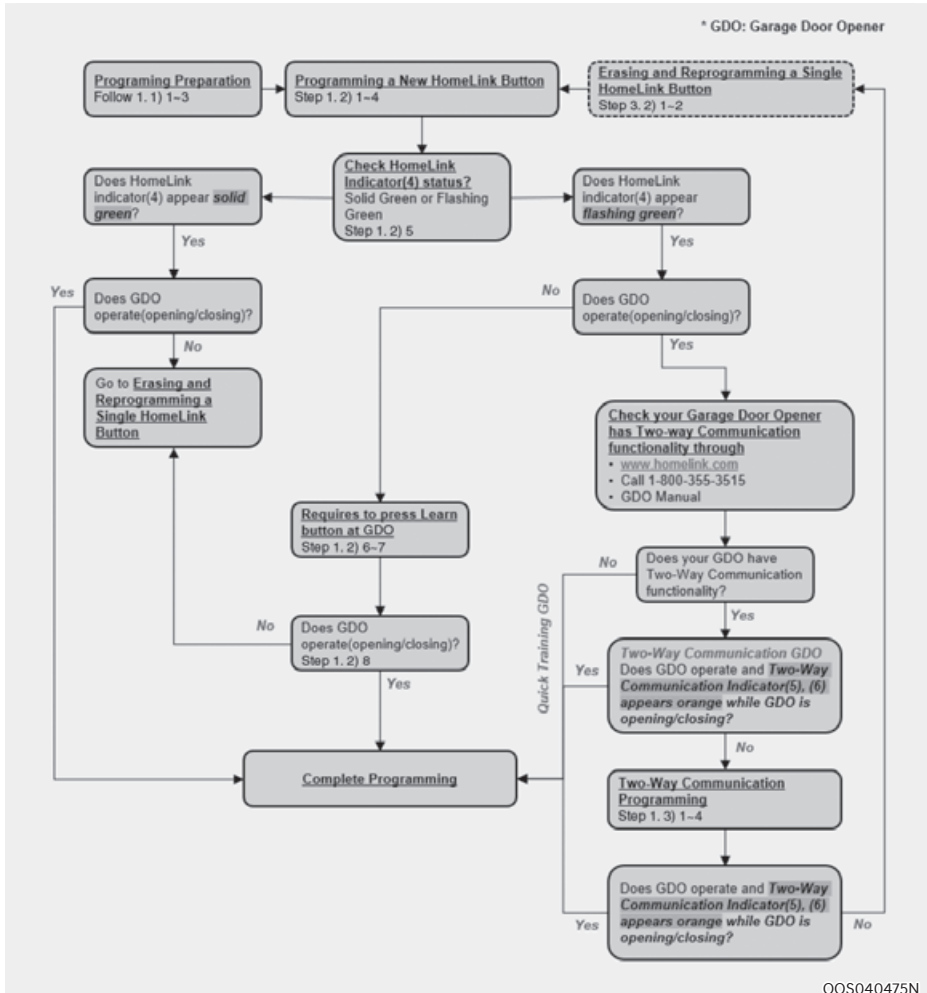 * GDO: Garage Door Opener
Programing Preparation
Follow 1. 1) 1~3
Programming a New HomeLink Button
Step 1. 2) 1~4
Erasing and Reprogramming a Single
HomeLink Button
Step 3. 2) 1~2
Does HomeLink
indicator(4) appear solid
green?
Check HomeLink
Indicator(4) status?
Solid Green or Flashing
Green
Step 1. 2) 5
Does HomeLink
indicator(4) appear
flashing green?
Yes
Yes
Yes
Does GDO
operate(opening/closing)?
No
Does GDO
operate(opening/closing)?
No
Yes
Go to Erasing and
Reprogramming a
Single HomeLink
Button
Check your Garage Door Opener
has Two-way Communication
functionality through
• www.homelink.com
• Call 1-800-355-3515
• GDO Manual
Requires to press Learn
button at GDO
Step 1. 2) 6~7
No
Does your GDO have
Two-Way Communication
functionality?
Yes
Quick Training GDO
No
Does GDO
operate(opening/closing)?
Step 1. 2) 8
Yes
Yes
Two-Way Communication GDO
Does GDO operate and Two-Way
Communication Indicator(5), (6)
appears orange while GDO is
opening/closing?
No
Complete Programming
Two-Way Communication
Programming
Step 1. 3) 1~4
Does GDO operate and Two-Way
Communication Indicator(5), (6)
appears orange while GDO is
opening/closing?
Yes
No
OOS040475N